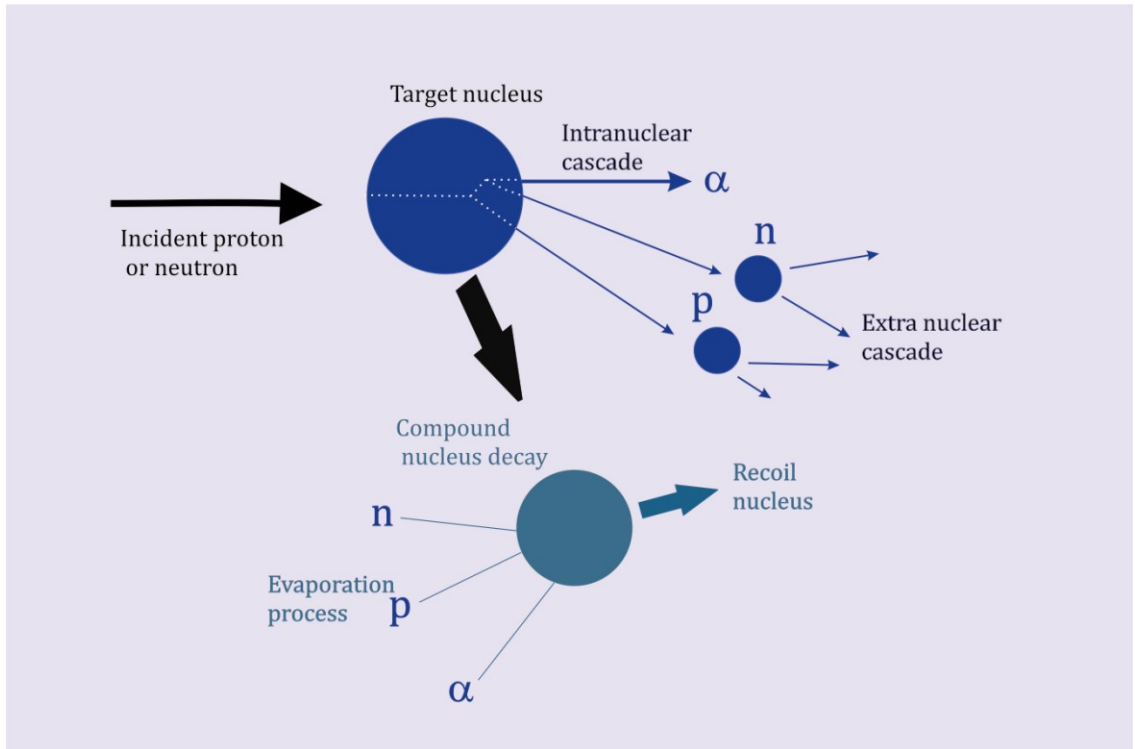 Target nucleus
Intranuclear
cascade
α
Incident proton
or neutron
n
p
Extra nuclear
cascade
Compound
nucleus decay
Recoil
nucleus
n
Evaporation
process
p
α